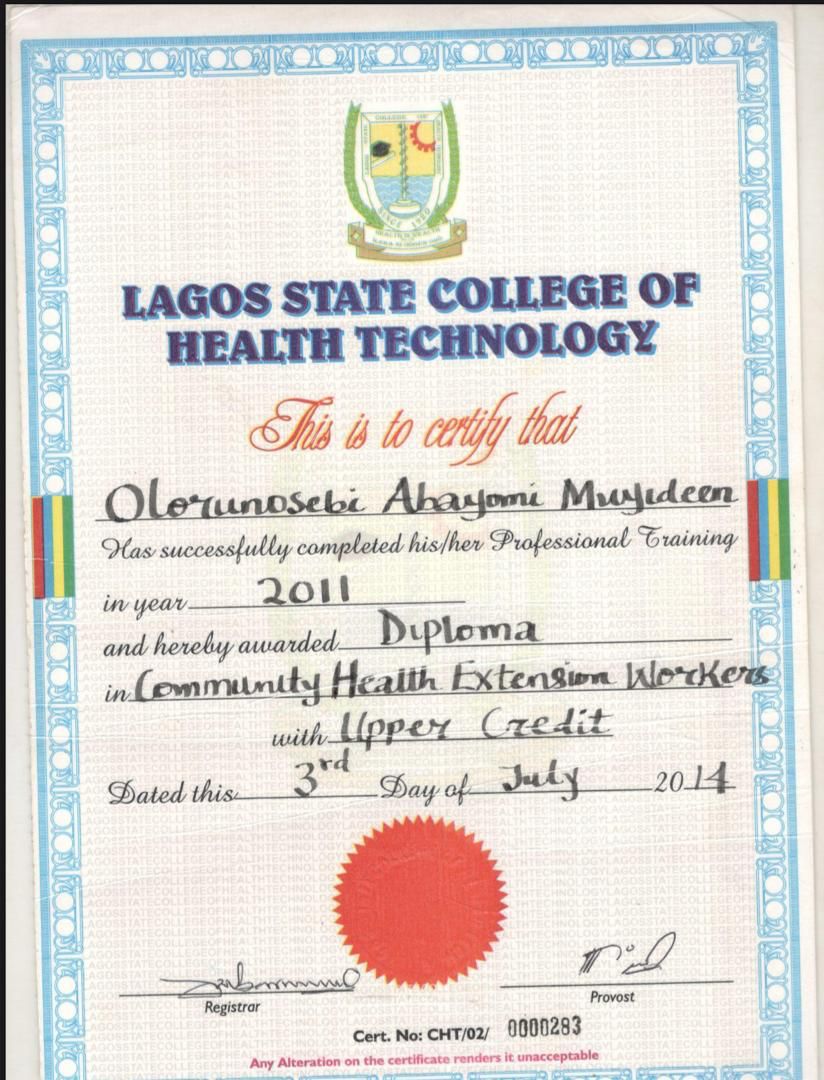 COLLEGE OF
SINCE 1920
HEALTH IS WEALTH
LAGOS STATE COLLEGE OF
HEALTH TECHNOLOGY
This is to certify that
Olorunosebi Abayomi Muyideen
Has successfully completed his/her Professional Training
in year 2011
and hereby awarded Diploma
in Community Health Extension Workers
with Upper Credit
Dated this 3rd Day of July 2014
Registrar
Provost
Cert. No: CHT/02/ 0000283
Any Alteration on the certificate renders it unacceptable